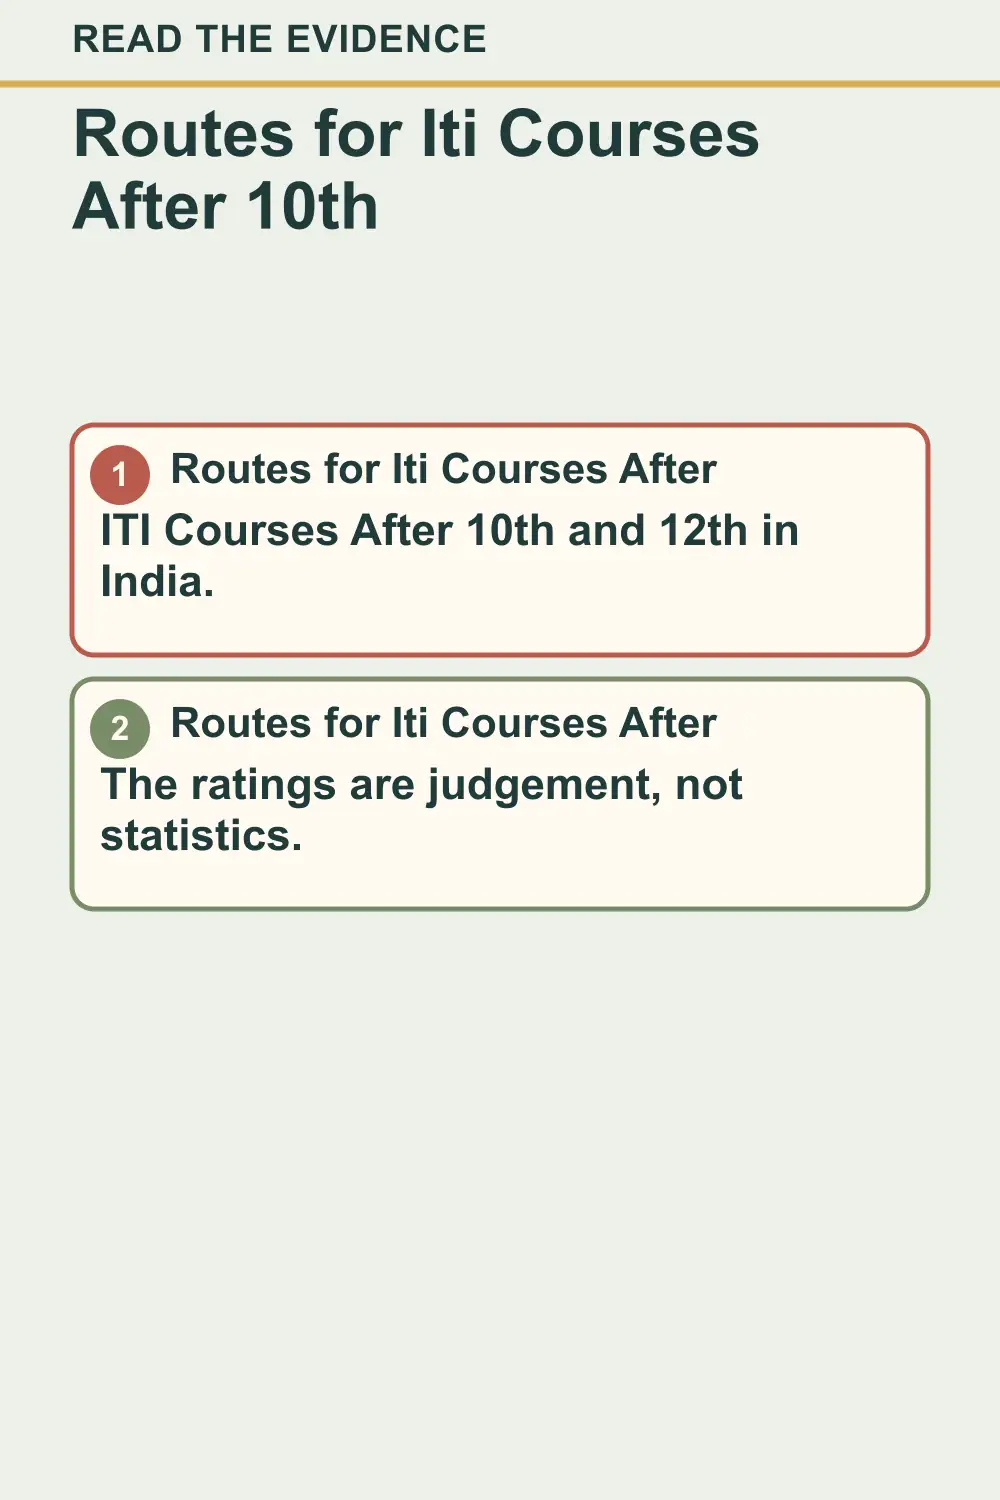 READ THE EVIDENCE
Routes for Iti Courses
After 10th
1 Routes for Iti Courses After
ITI Courses After 10th and 12th in
India.
2 Routes for Iti Courses After
The ratings are judgement, not
statistics.